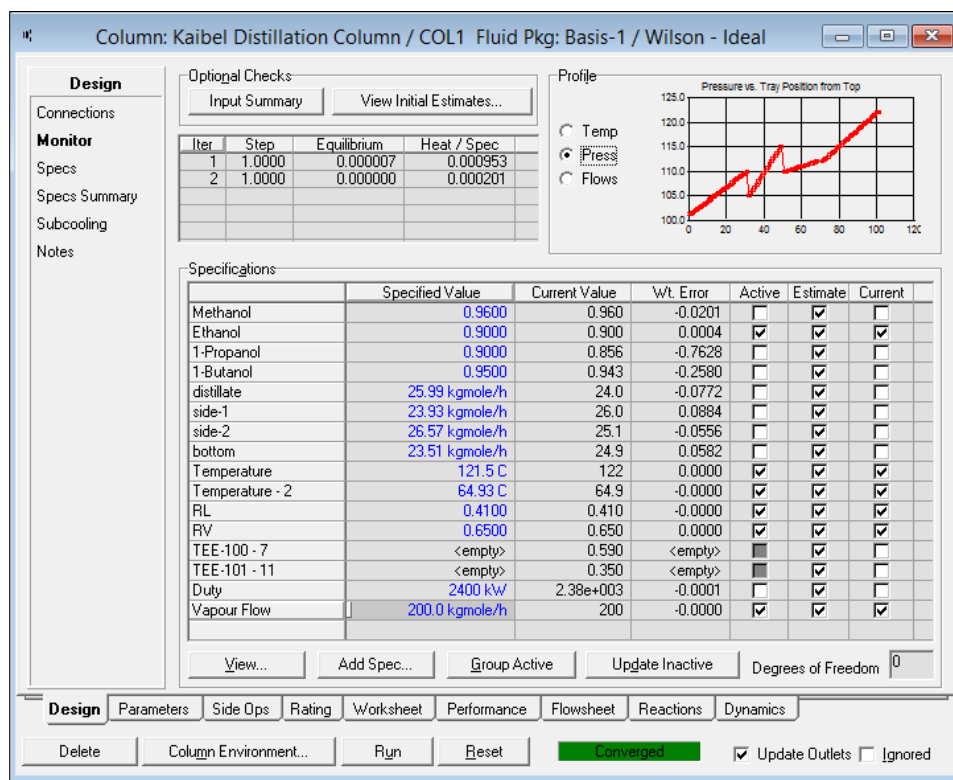 Column: Kaibel Distillation Column / COL1 Fluid Pkg: Basis-1 / Wilson - Ideal
Design
Connections
Monitor
Specs
Specs Summary
Subcooling
Notes
Optional Checks
Input Summary View Initial Estimates...
Iter Step Equilibrium Heat / Spec
1 1.0000 0.000007 0.000953
2 1.0000 0.000000 0.000201
Profile
Temp
Press
Flows
Pressure vs. Tray Position from Top
125.0
120.0
115.0
110.0
105.0
100.0
0 20 40 60 80 100 120
Specifications
Specified Value Current Value Wt. Error Active Estimate Current
Methanol 0.9600 0.960 -0.0201
Ethanol 0.9000 0.900 0.0004
1-Propanol 0.9000 0.856 -0.7628
1-Butanol 0.9500 0.943 -0.2580
distillate 25.99 kgmole/h 24.0 -0.0772
side-1 23.93 kgmole/h 26.0 0.0884
side-2 26.57 kgmole/h 25.1 -0.0556
bottom 23.51 kgmole/h 24.9 0.0582
Temperature 121.5 C 122 0.0000
Temperature - 2 64.93 C 64.9 -0.0000
RL 0.4100 0.410 -0.0000
RV 0.6500 0.650 0.0000
TEE-100 - 7 <empty> 0.590 <empty>
TEE-101 - 11 <empty> 0.350 <empty>
Duty 2400 kW 2.38e+003 -0.0001
Vapour Flow 200.0 kgmole/h 200 -0.0000
View... Add Spec... Group Active Update Inactive Degrees of Freedom 0
Design Parameters Side Ops Rating Worksheet Performance Flowsheet Reactions Dynamics
Delete Column Environment... Run Reset Converged Update Outlets Ignored